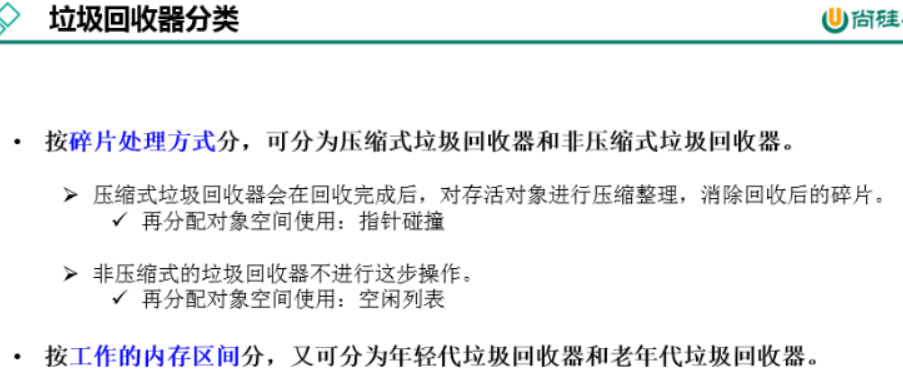 垃圾回收器分类
尚硅
• 按碎片处理方式分，可分为压缩式垃圾回收器和非压缩式垃圾回收器。
➢ 压缩式垃圾回收器会在回收完成后，对存活对象进行压缩整理，消除回收后的碎片。
✓ 再分配对象空间使用：指针碰撞
➢ 非压缩式的垃圾回收器不进行这步操作。
✓ 再分配对象空间使用：空闲列表
• 按工作的内存区间分，又可分为年轻代垃圾回收器和老年代垃圾回收器。